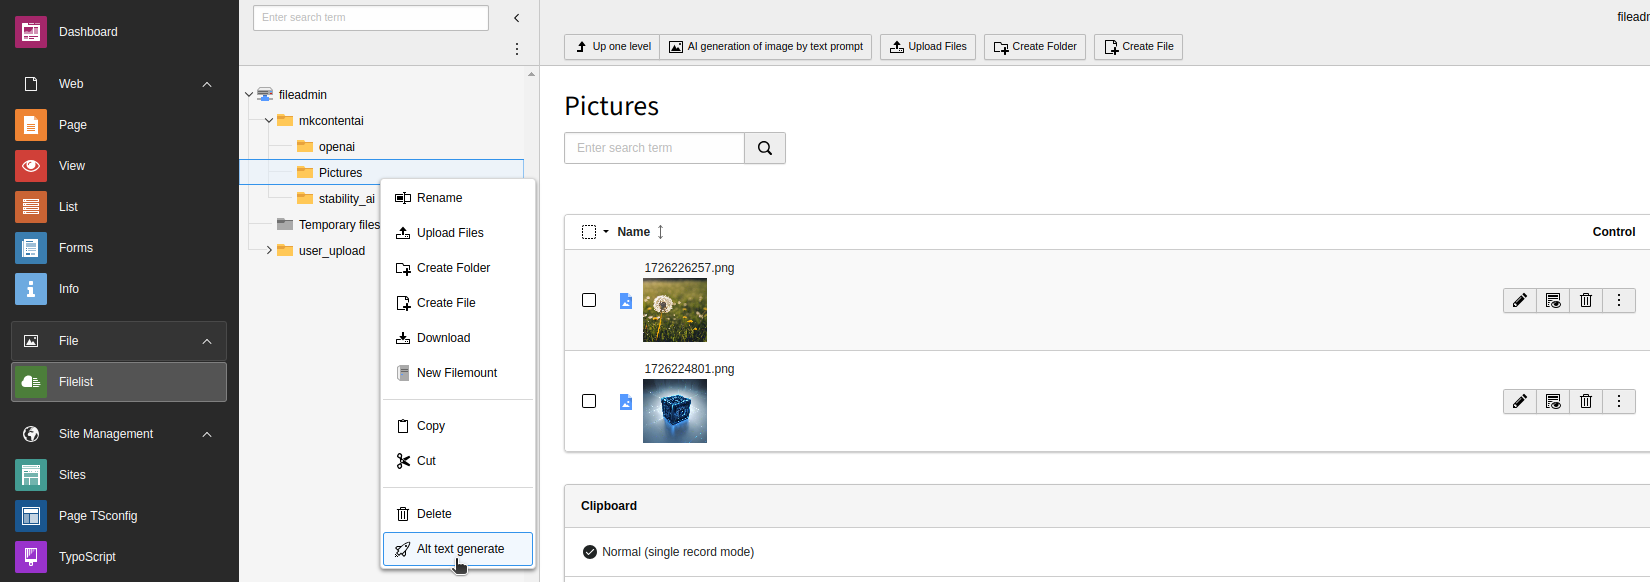 Dashboard
Web
Page
View
List
Forms
Info
File
Filelist
Site Management
Sites
Page TSconfig
TypoScript
Enter search term
fileadmin
mkcontentai
openai
Pictures
stability_ai
Temporary files
user_upload
Rename
Upload Files
Create Folder
Create File
Download
New Filemount
Copy
Cut
Delete
Alt text generate
Up one level
AI generation of image by text prompt
Upload Files
Create Folder
Create File
Pictures
Enter search term
Name
Control
1726226257.png
1726224801.png
Clipboard
Normal (single record mode)